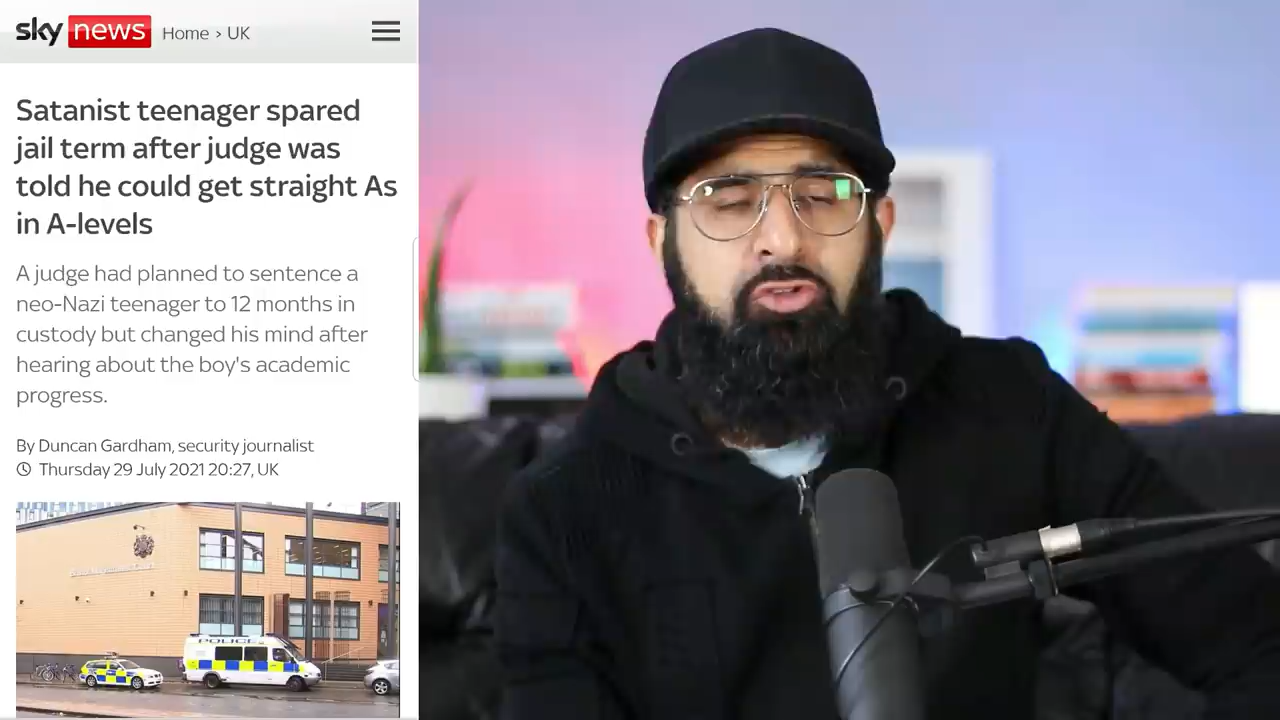 sky news Home > UK
Satanist teenager spared
jail term after judge was
told he could get straight As
in A-levels
A judge had planned to sentence a
neo-Nazi teenager to 12 months in
custody but changed his mind after
hearing about the boy's academic
progress.
By Duncan Gardham, security journalist
Thursday 29 July 2021 20:27, UK
POLICE